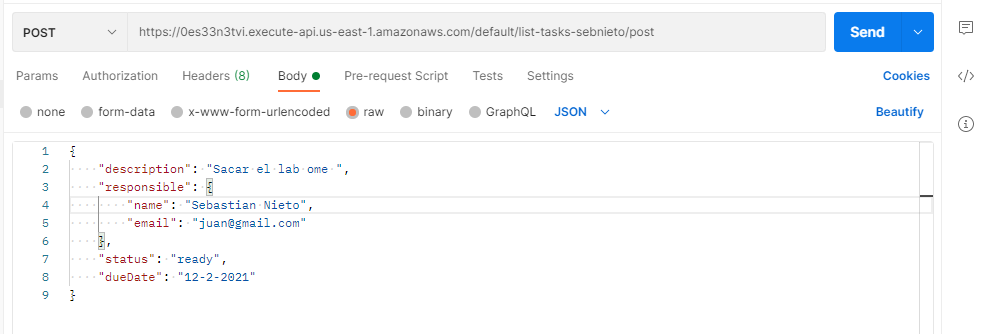 POST https://0es33n3tvi.execute-api.us-east-1.amazonaws.com/default/list-tasks-sebnieto/post Send
Params Authorization Headers (8) Body Pre-request Script Tests Settings Cookies
none form-data x-www-form-urlencoded raw binary GraphQL JSON Beautify
1 {
2 "description": "Sacar el lab ome ",
3 "responsible": {
4 "name": "Sebastian Nieto",
5 "email": "juan@gmail.com"
6 },
7 "status": "ready",
8 "dueDate": "12-2-2021"
9 }